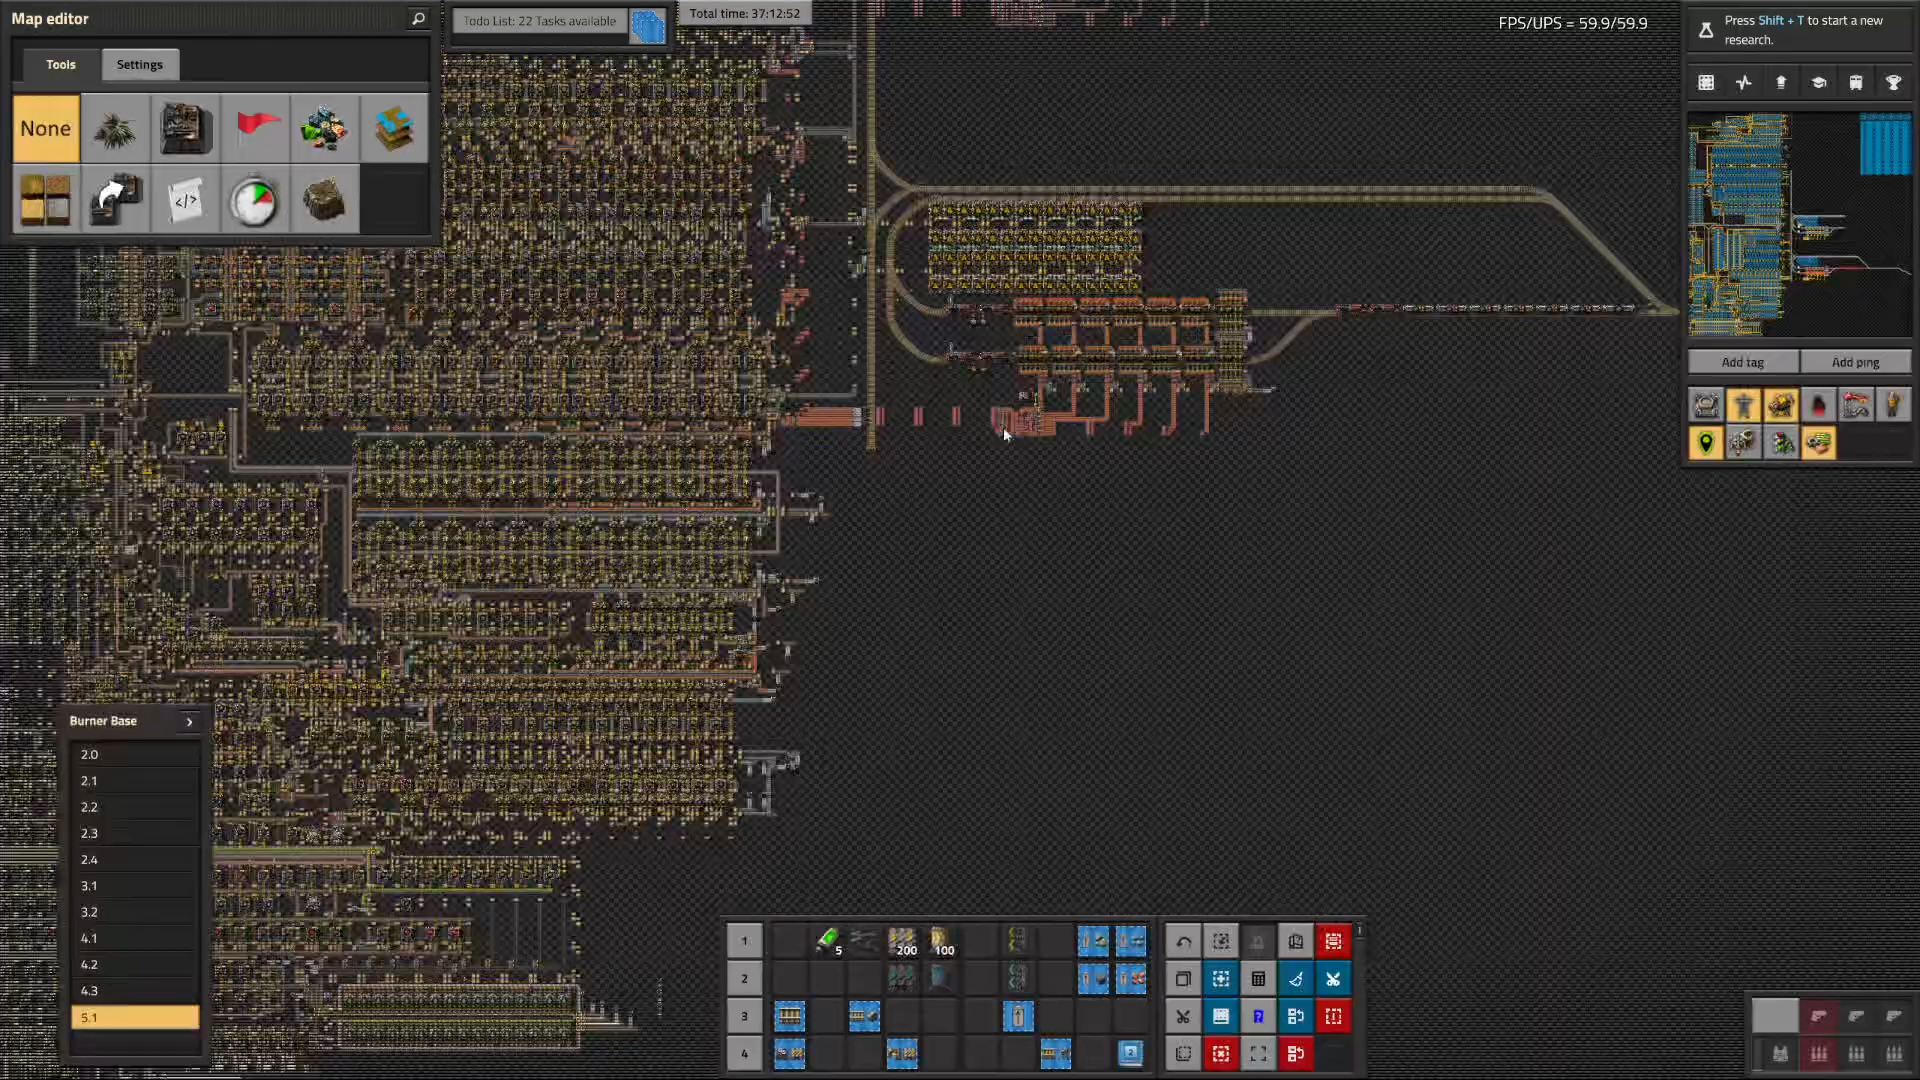 Map editor
Tools
Settings
None
Todo List: 22 Tasks available
Total time: 37:12:52
FPS/UPS = 59.9/59.9
Press Shift + T to start a new
research.
Add tag
Add ping
Burner Base
2.0
2.1
2.2
2.3
2.4
3.1
3.2
4.1
4.2
4.3
5.1
1
5
200
100
2
3
4
2